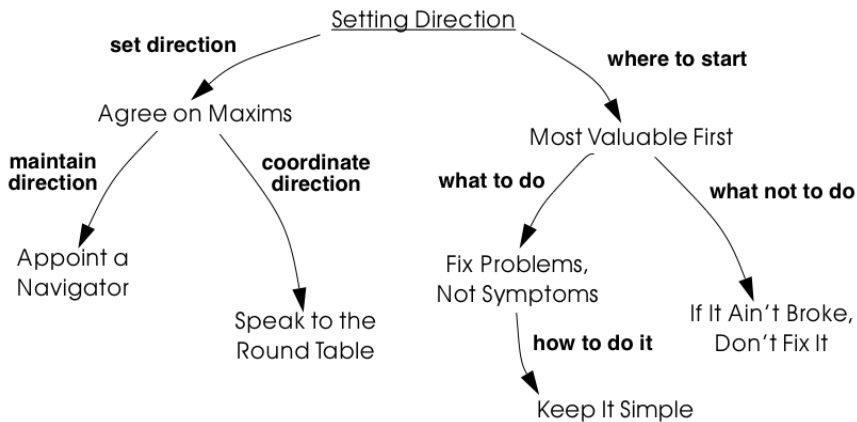 Setting Direction
set direction
where to start
Agree on Maxims
Most Valuable First
maintain
direction
coordinate
direction
what to do
what not to do
Appoint a
Navigator
Speak to the
Round Table
Fix Problems,
Not Symptoms
If It Ain't Broke,
Don't Fix It
how to do it
Keep It Simple